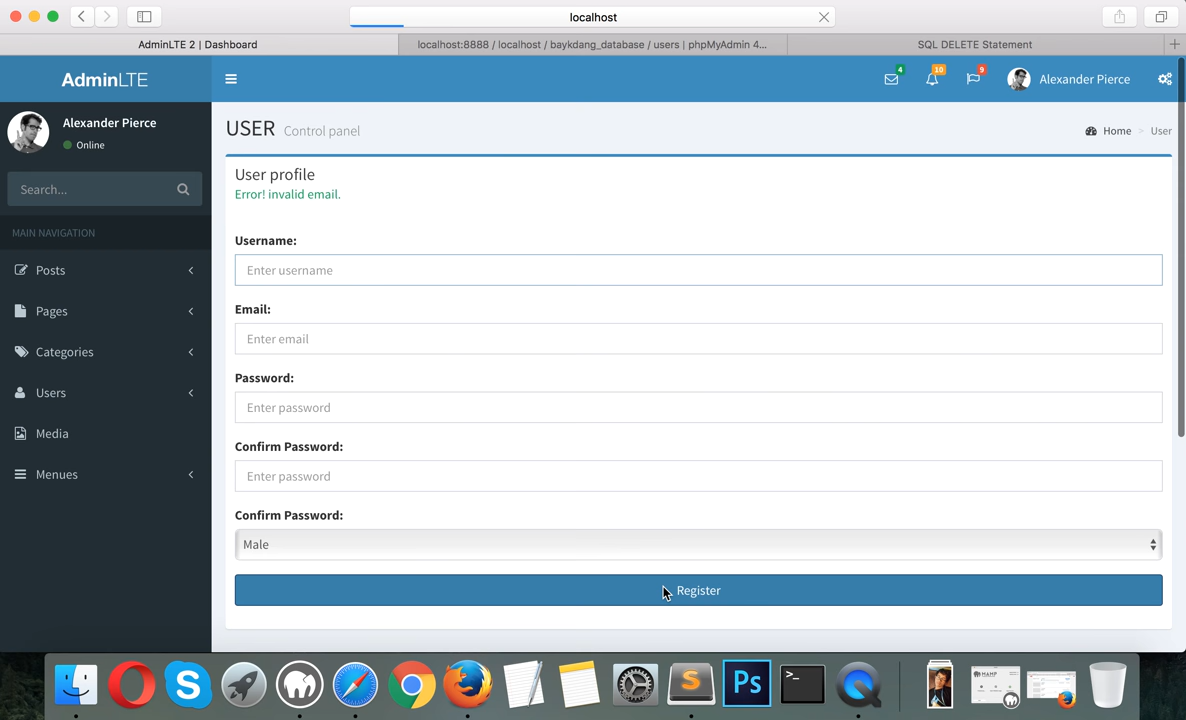 localhost
AdminLTE 2 | Dashboard
localhost:8888 / localhost / baykdang_database / users | phpMyAdmin 4...
SQL DELETE Statement
AdminLTE
4
10
9
Alexander Pierce
Alexander Pierce
Online
USER Control panel
Home > User
Search...
User profile
Error! invalid email.
MAIN NAVIGATION
Posts
Pages
Categories
Users
Media
Menues
Username:
Enter username
Email:
Enter email
Password:
Enter password
Confirm Password:
Enter password
Confirm Password:
Male
Register
S
>_
Ps
MAMP